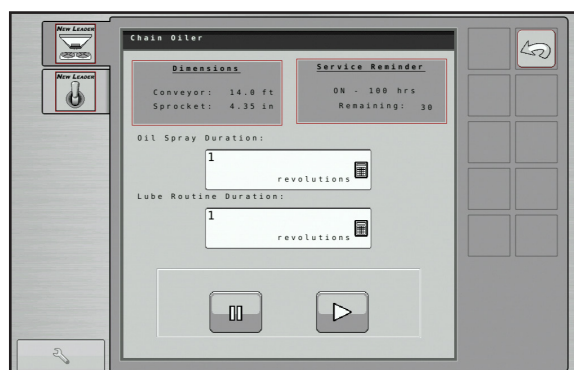 NEW LEADER
NEW LEADER
Chain Oiler
Dimensions
Conveyor: 14.0 ft
Sprocket: 4.35 in
Service Reminder
ON - 100 hrs
Remaining: 30
Oil Spray Duration:
1
revolutions
Lube Routine Duration:
1
revolutions